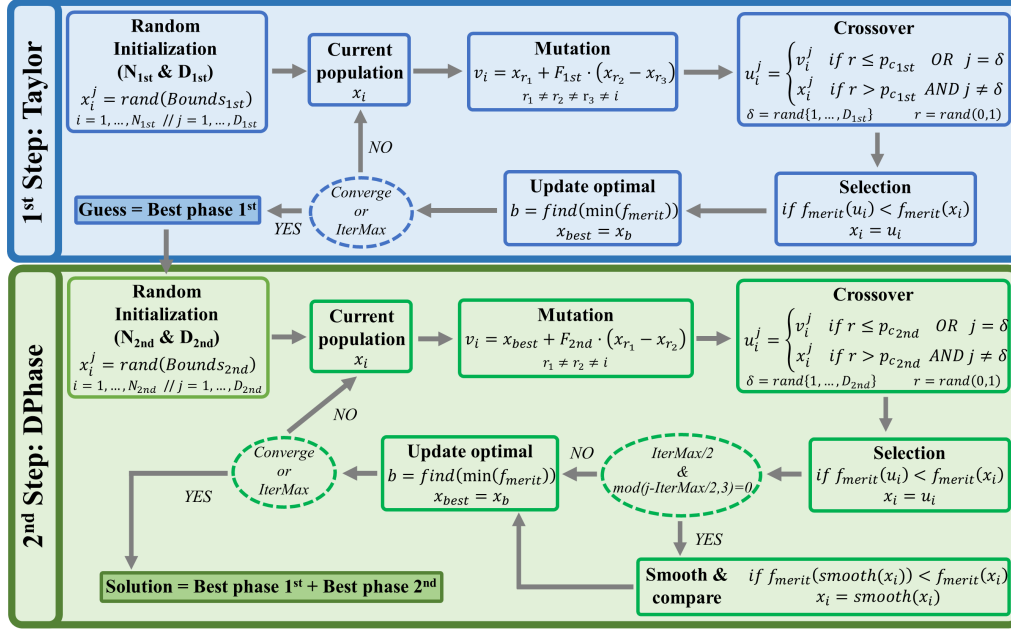 1st Step: Taylor
Random
Initialization
(N1st & D1st)
x_i^j = rand(Bounds1st)
i = 1, …, N1st // j = 1, …, D1st
Current
population
x_i
Mutation
v_i = x_r1 + F1st · (x_r2 − x_r3)
r1 ≠ r2 ≠ r3 ≠ i
Crossover
u_i^j = { v_i^j if r ≤ p_c1st OR j = δ
x_i^j if r > p_c1st AND j ≠ δ
δ = rand{1, …, D1st} r = rand(0,1)
Selection
if f_merit(u_i) < f_merit(x_i)
x_i = u_i
Update optimal
b = find(min(f_merit))
x_best = x_b
Converge
or
IterMax
NO
YES
Guess = Best phase 1st
2nd Step: DPhase
Random
Initialization
(N2nd & D2nd)
x_i^j = rand(Bounds2nd)
i = 1, …, N2nd // j = 1, …, D2nd
Current
population
x_i
Mutation
v_i = x_best + F2nd · (x_r1 − x_r2)
r1 ≠ r2 ≠ i
Crossover
u_i^j = { v_i^j if r ≤ p_c2nd OR j = δ
x_i^j if r > p_c2nd AND j ≠ δ
δ = rand{1, …, D2nd} r = rand(0,1)
Selection
if f_merit(u_i) < f_merit(x_i)
x_i = u_i
IterMax/2
&
mod(j-IterMax/2,3)=0
NO
YES
Smooth &
compare
if f_merit(smooth(x_i)) < f_merit(x_i)
x_i = smooth(x_i)
Update optimal
b = find(min(f_merit))
x_best = x_b
Converge
or
IterMax
NO
YES
Solution = Best phase 1st + Best phase 2nd